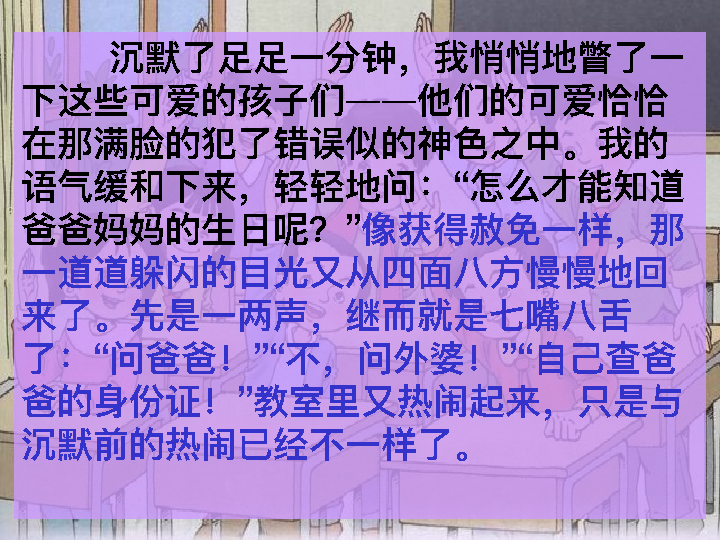 沉默了足足一分钟，我悄悄地瞥了一
下这些可爱的孩子们——他们的可爱恰恰
在那满脸的犯了错误似的神色之中。我的
语气缓和下来，轻轻地问：“怎么才能知道
爸爸妈妈的生日呢？”像获得赦免一样，那
一道道躲闪的目光又从四面八方慢慢地回
来了。先是一两声，继而就是七嘴八舌
了：“问爸爸！”“不，问外婆！”“自己查爸
爸的身份证！”教室里又热闹起来，只是与
沉默前的热闹已经不一样了。